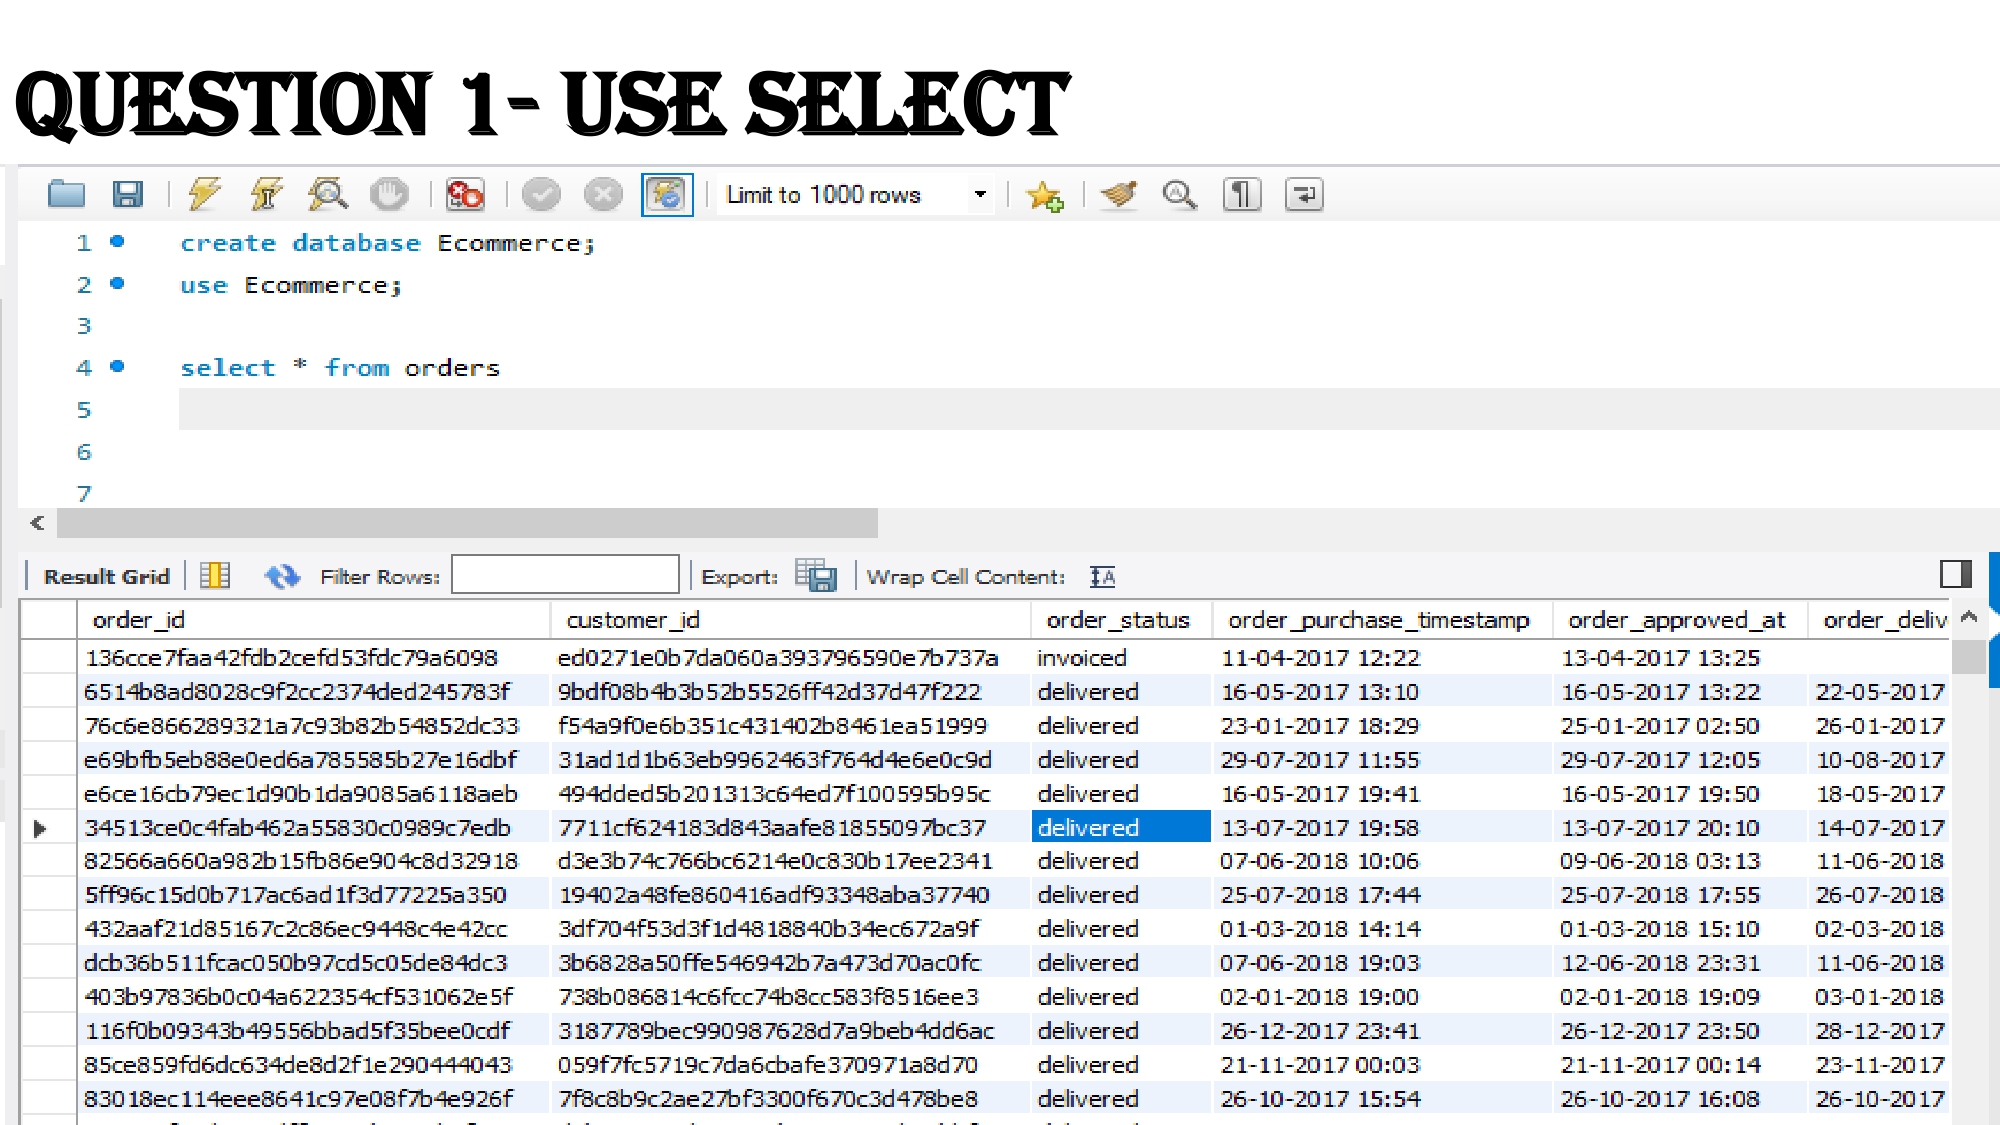 QUESTION 1- USE SELECT
Limit to 1000 rows
1 create database Ecommerce;
2 use Ecommerce;
3
4 select * from orders
5
6
7
Result Grid Filter Rows: Export: Wrap Cell Content:
order_id customer_id order_status order_purchase_timestamp order_approved_at order_deliv
136cce7faa42fdb2cefd53fdc79a6098 ed0271e0b7da060a393796590e7b737a invoiced 11-04-2017 12:22 13-04-2017 13:25
6514b8ad8028c9f2cc2374ded245783f 9bdf08b4b3b52b5526ff42d37d47f222 delivered 16-05-2017 13:10 16-05-2017 13:22 22-05-2017
76c6e866289321a7c93b82b54852dc33 f54a9f0e6b351c431402b8461ea51999 delivered 23-01-2017 18:29 25-01-2017 02:50 26-01-2017
e69bfb5eb88e0ed6a785585b27e16dbf 31ad1d1b63eb9962463f764d4e6e0c9d delivered 29-07-2017 11:55 29-07-2017 12:05 10-08-2017
e6ce16cb79ec1d90b1da9085a6118aeb 494dded5b201313c64ed7f100595b95c delivered 16-05-2017 19:41 16-05-2017 19:50 18-05-2017
34513ce0c4fab462a55830c0989c7edb 7711cf624183d843aafe81855097bc37 delivered 13-07-2017 19:58 13-07-2017 20:10 14-07-2017
82566a660a982b15fb86e904c8d32918 d3e3b74c766bc6214e0c830b17ee2341 delivered 07-06-2018 10:06 09-06-2018 03:13 11-06-2018
5ff96c15d0b717ac6ad1f3d77225a350 19402a48fe860416adf93348aba37740 delivered 25-07-2018 17:44 25-07-2018 17:55 26-07-2018
432aaf21d85167c2c86ec9448c4e42cc 3df704f53d3f1d4818840b34ec672a9f delivered 01-03-2018 14:14 01-03-2018 15:10 02-03-2018
dcb36b511fcac050b97cd5c05de84dc3 3b6828a50ffe546942b7a473d70ac0fc delivered 07-06-2018 19:03 12-06-2018 23:31 11-06-2018
403b97836b0c04a622354cf531062e5f 738b086814c6fcc74b8cc583f8516ee3 delivered 02-01-2018 19:00 02-01-2018 19:09 03-01-2018
116f0b09343b49556bbad5f35bee0cdf 3187789bec990987628d7a9beb4dd6ac delivered 26-12-2017 23:41 26-12-2017 23:50 28-12-2017
85ce859fd6dc634de8d2f1e290444043 059f7fc5719c7da6cbafe370971a8d70 delivered 21-11-2017 00:03 21-11-2017 00:14 23-11-2017
83018ec114eee8641c97e08f7b4e926f 7f8c8b9c2ae27bf3300f670c3d478be8 delivered 26-10-2017 15:54 26-10-2017 16:08 26-10-2017